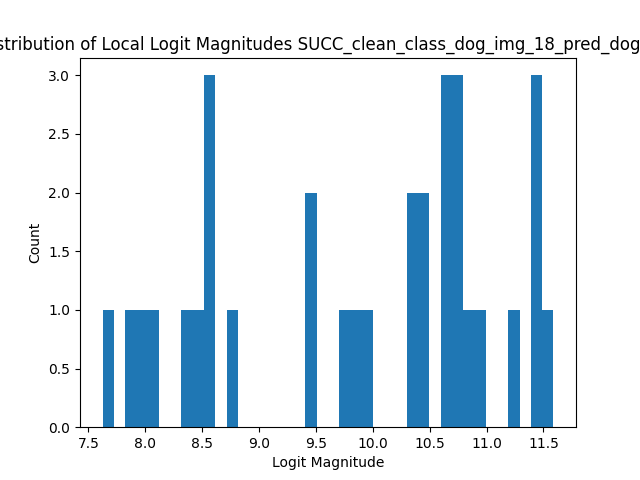 stribution of Local Logit Magnitudes SUCC_clean_class_dog_img_18_pred_dog
3.0
2.5
2.0
1.5
1.0
0.5
0.0
Count
7.5 8.0 8.5 9.0 9.5 10.0 10.5 11.0 11.5
Logit Magnitude